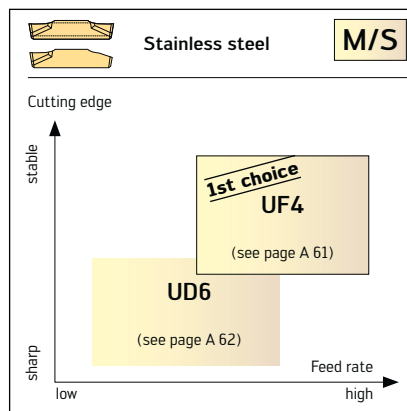 Stainless steel
M/S
Cutting edge
stable
1st choice
UF4
(see page A 61)
UD6
(see page A 62)
sharp
Feed rate
low
high